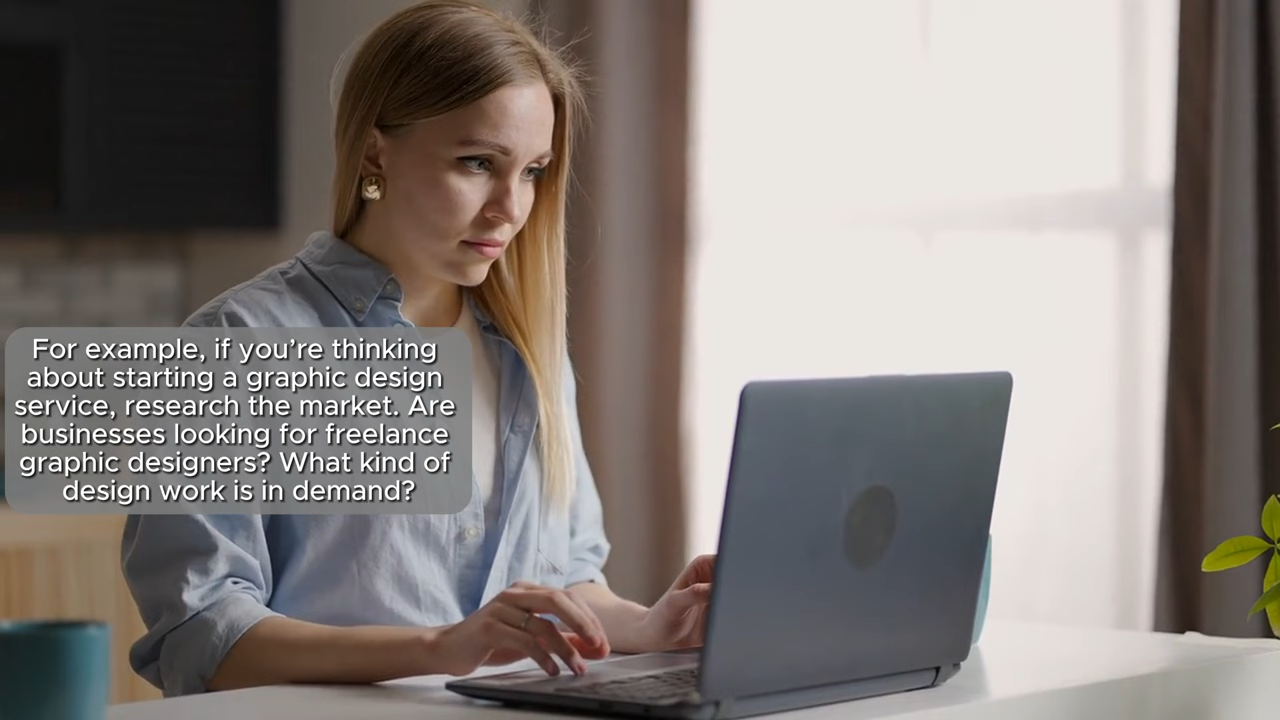 For example, if you’re thinking
about starting a graphic design
service, research the market. Are
businesses looking for freelance
graphic designers? What kind of
design work is in demand?